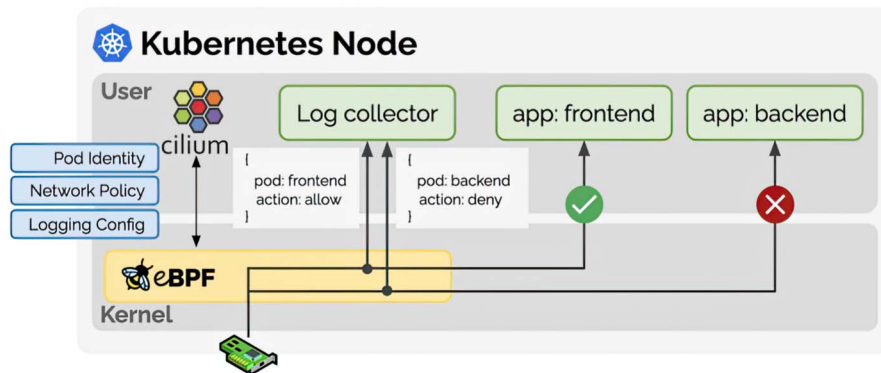 Kubernetes Node
User
cilium
Log collector
app: frontend
app: backend
Pod Identity
Network Policy
Logging Config
{
pod: frontend
action: allow
}
{
pod: backend
action: deny
}
eBPF
Kernel